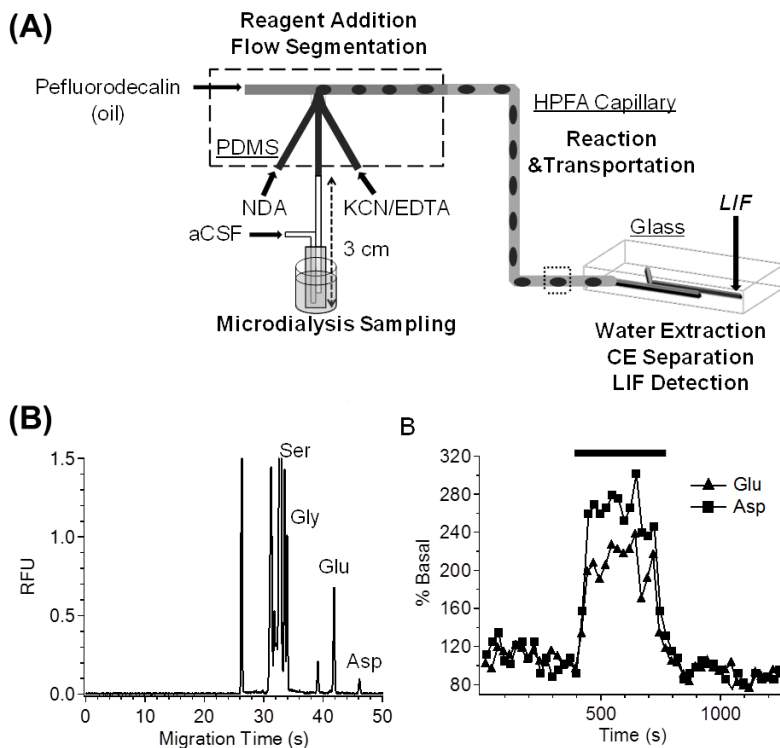 (A)
Reagent Addition
Flow Segmentation
Pefluorodecalin
(oil)
HPFA Capillary
PDMS
Reaction
&Transportation
NDA
KCN/EDTA
LIF
aCSF
3 cm
Glass
Microdialysis Sampling
Water Extraction
CE Separation
LIF Detection
(B)
B
1.5
1.0
0.5
0.0
RFU
Ser
Gly
Glu
Asp
0 10 20 30 40 50
Migration Time (s)
320
280
240
200
160
120
80
% Basal
Glu
Asp
500 1000
Time (s)